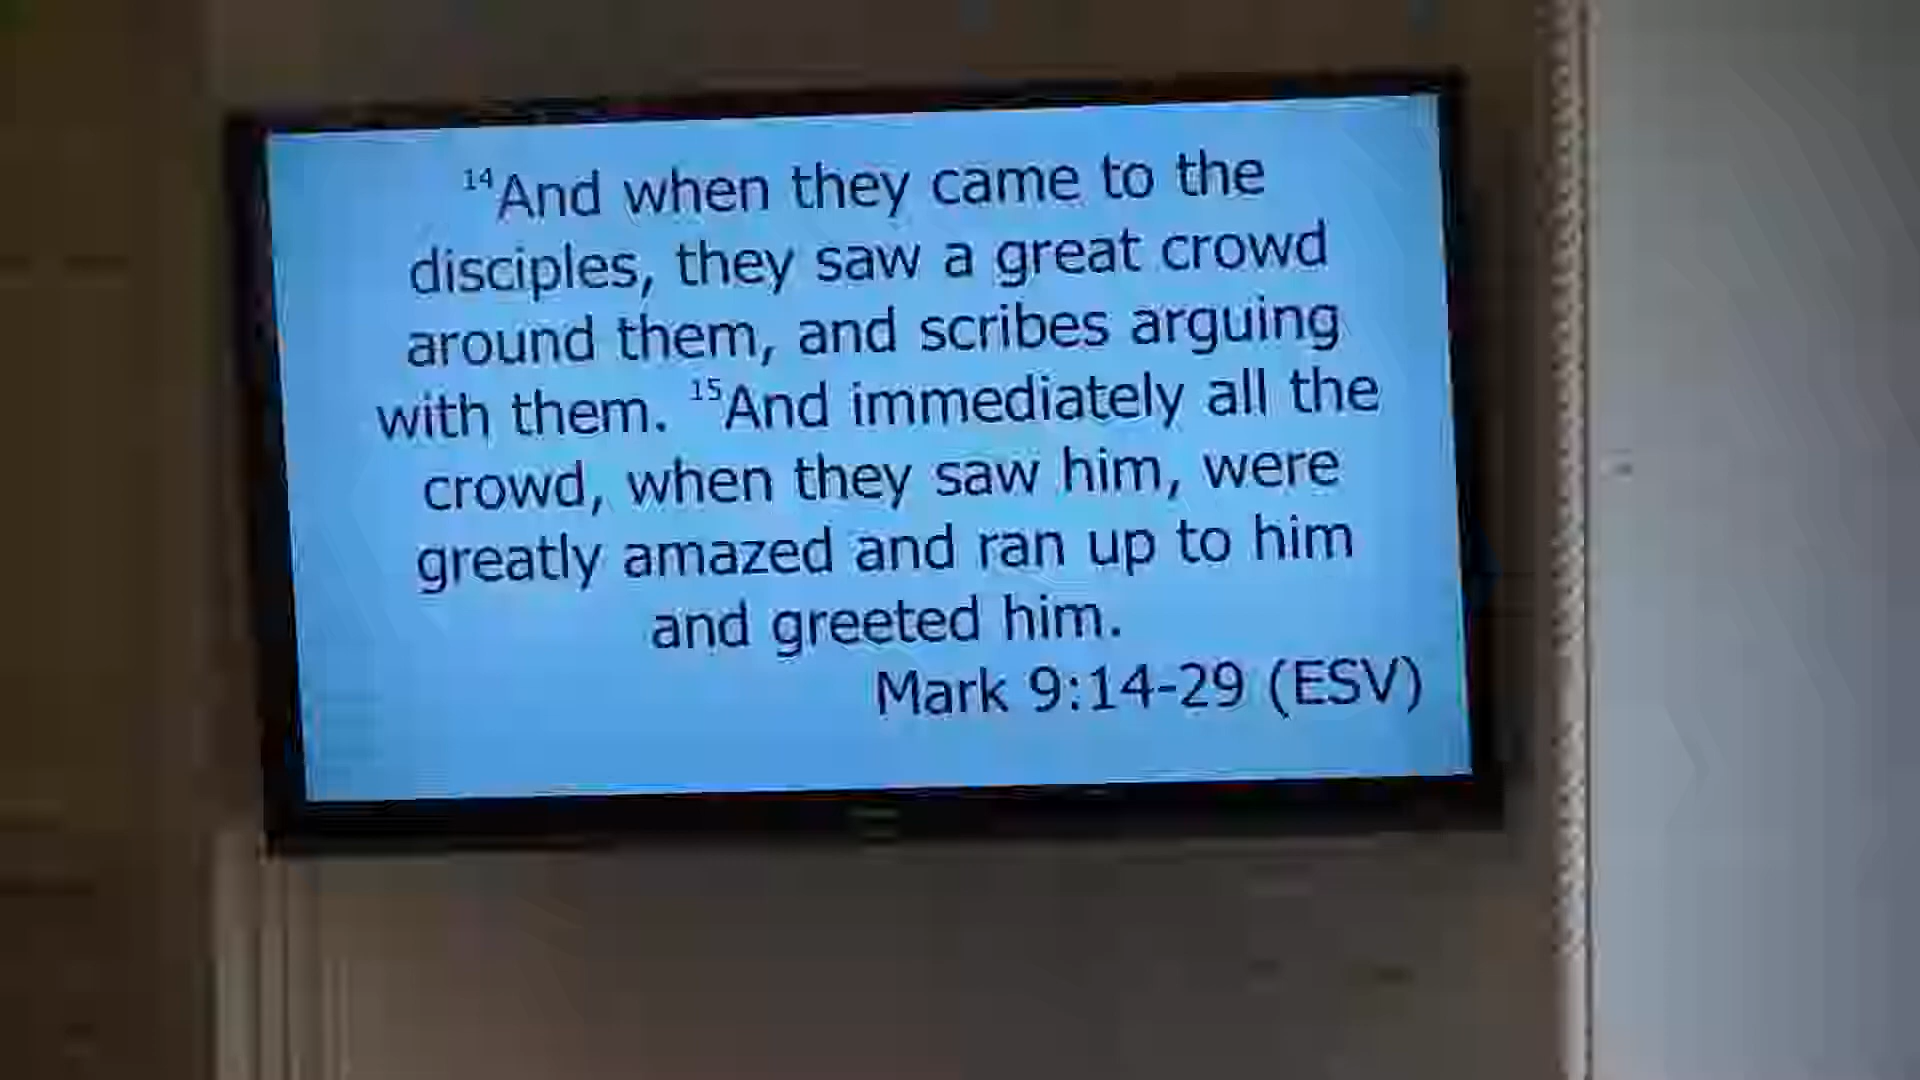 ¹⁴And when they came to the
disciples, they saw a great crowd
around them, and scribes arguing
with them. ¹⁵And immediately all the
crowd, when they saw him, were
greatly amazed and ran up to him
and greeted him.
Mark 9:14-29 (ESV)